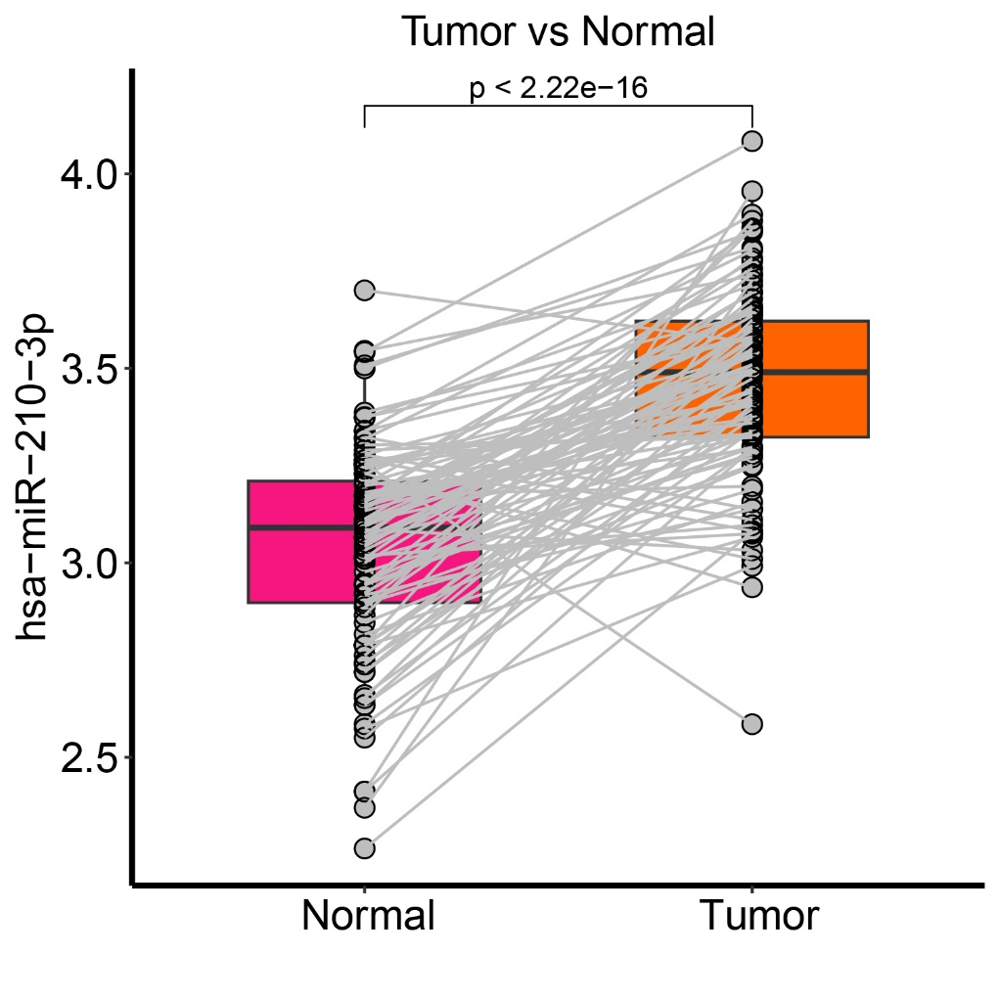 Tumor vs Normal
p < 2.22e−16
hsa−miR−210−3p
4.0
3.5
3.0
2.5
Normal
Tumor